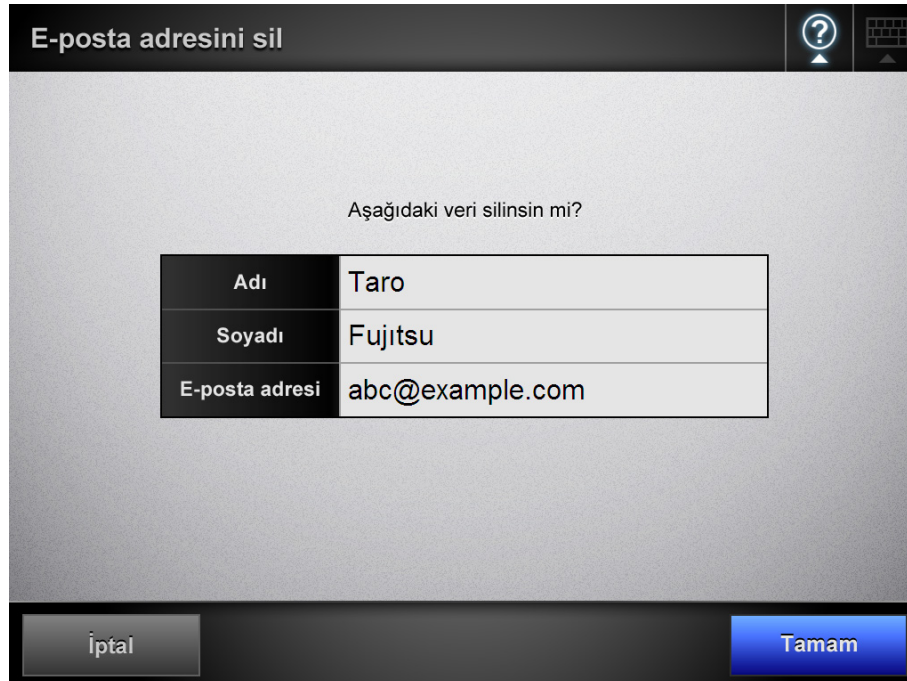 E-posta adresini sil
?
Aşağıdaki veri silinsin mi?
Adı Taro
Soyadı Fujıtsu
E-posta adresi abc@example.com
İptal Tamam